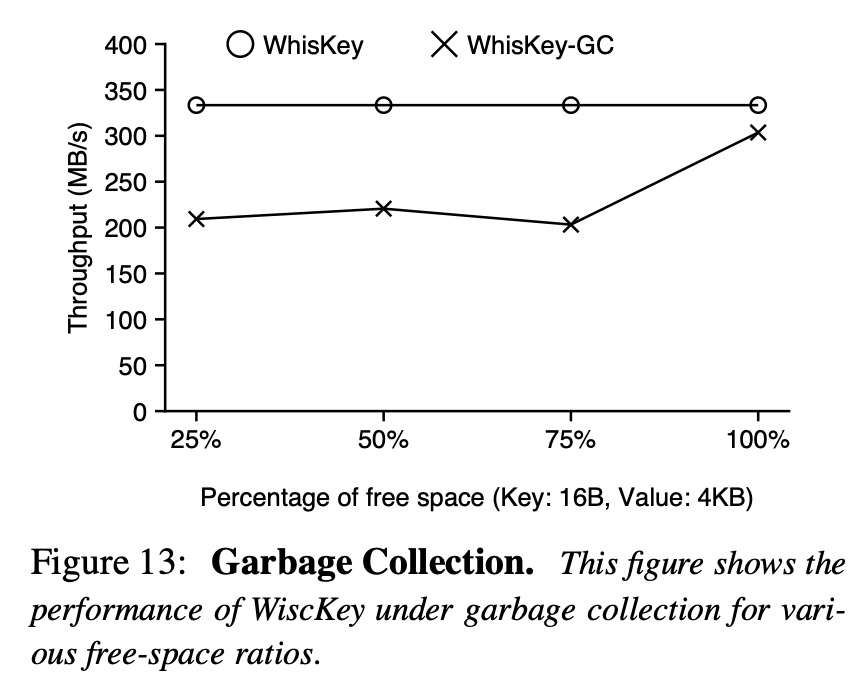 WhisKey WhisKey-GC
400
350
300
250
200
150
100
50
0
Throughput (MB/s)
25% 50% 75% 100%
Percentage of free space (Key: 16B, Value: 4KB)
Figure 13: Garbage Collection. This figure shows the
performance of WiscKey under garbage collection for vari-
ous free-space ratios.